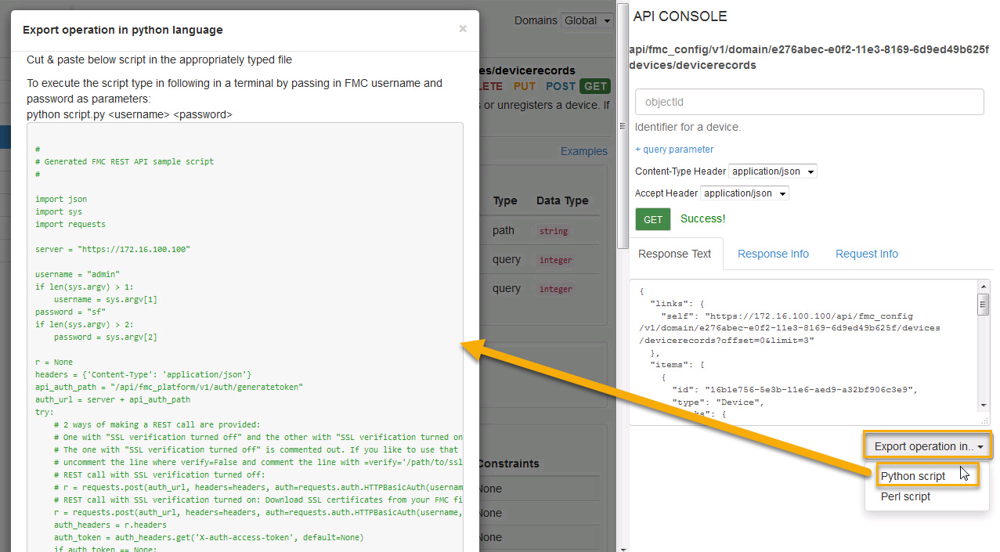 Export operation in python language
×
Cut & paste below script in the appropriately typed file
To execute the script type in following in a terminal by passing in FMC username and
password as parameters:
python script.py <username> <password>
#
# Generated FMC REST API sample script
#
import json
import sys
import requests
server = "https://172.16.100.100"
username = "admin"
if len(sys.argv) > 1:
username = sys.argv[1]
password = "sf"
if len(sys.argv) > 2:
password = sys.argv[2]
r = None
headers = {'Content-Type': 'application/json'}
api_auth_path = "/api/fmc_platform/v1/auth/generatetoken"
auth_url = server + api_auth_path
try:
# 2 ways of making a REST call are provided:
# One with "SSL verification turned off" and the other with "SSL verification turned on
# The one with "SSL verification turned off" is commented out. If you like to use that
# uncomment the line where verify=False and comment the line with =verify='/path/to/ssl
# REST call with SSL verification turned off:
# r = requests.post(auth_url, headers=headers, auth=requests.auth.HTTPBasicAuth(usernam
# REST call with SSL verification turned on: Download SSL certificates from your FMC fi
r = requests.post(auth_url, headers=headers, auth=requests.auth.HTTPBasicAuth(username,
auth_headers = r.headers
auth_token = auth_headers.get('X-auth-access-token', default=None)
if auth_token == None:
Domains Global
es/devicerecords
LETE PUT POST GET
s or unregisters a device. If
Examples
Type Data Type
path string
query integer
query integer
Constraints
None
None
None
API CONSOLE
api/fmc_config/v1/domain/e276abec-e0f2-11e3-8169-6d9ed49b625f
devices/devicerecords
objectId
Identifier for a device.
+ query parameter
Content-Type Header application/json
Accept Header application/json
GET Success!
Response Text Response Info Request Info
{
"links": {
"self": "https://172.16.100.100/api/fmc_config
/v1/domain/e276abec-e0f2-11e3-8169-6d9ed49b625f/devices
/devicerecords?offset=0&limit=3"
},
"items": [
{
"id": "16b1e756-5e3b-11e6-aed9-a32bf906c3e9",
"type": "Device",
ks": {
Export operation in..
Python script
Perl script